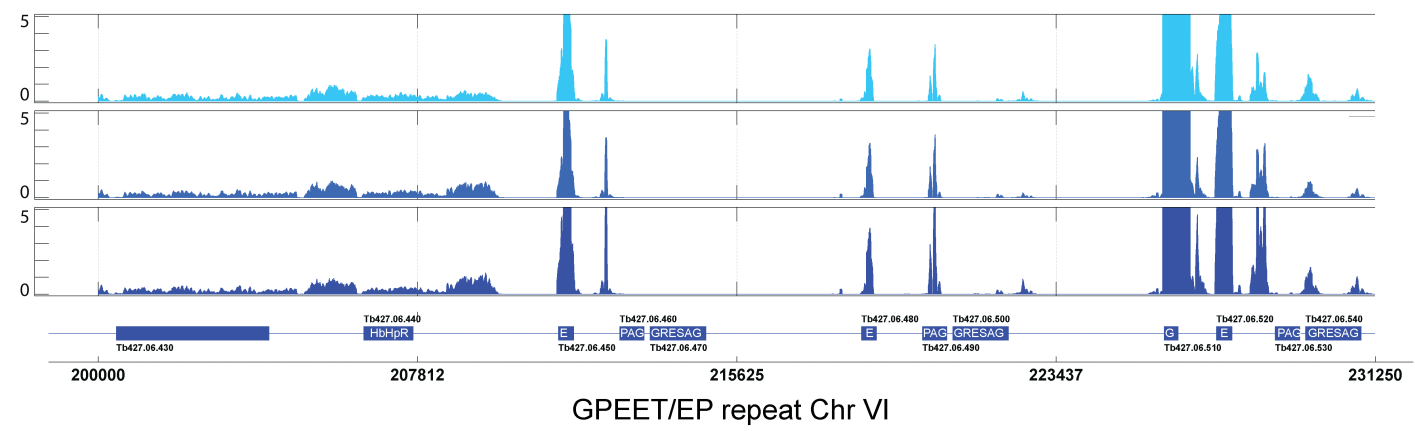 5
0
5
0
5
0
Tb427.06.440 Tb427.06.460 Tb427.06.480 Tb427.06.500 Tb427.06.520 Tb427.06.540
HbHpR E PAG GRESAG E PAG GRESAG G E PAG GRESAG
Tb427.06.430 Tb427.06.450 Tb427.06.470 Tb427.06.490 Tb427.06.510 Tb427.06.530
200000 207812 215625 223437 231250
GPEET/EP repeat Chr VI